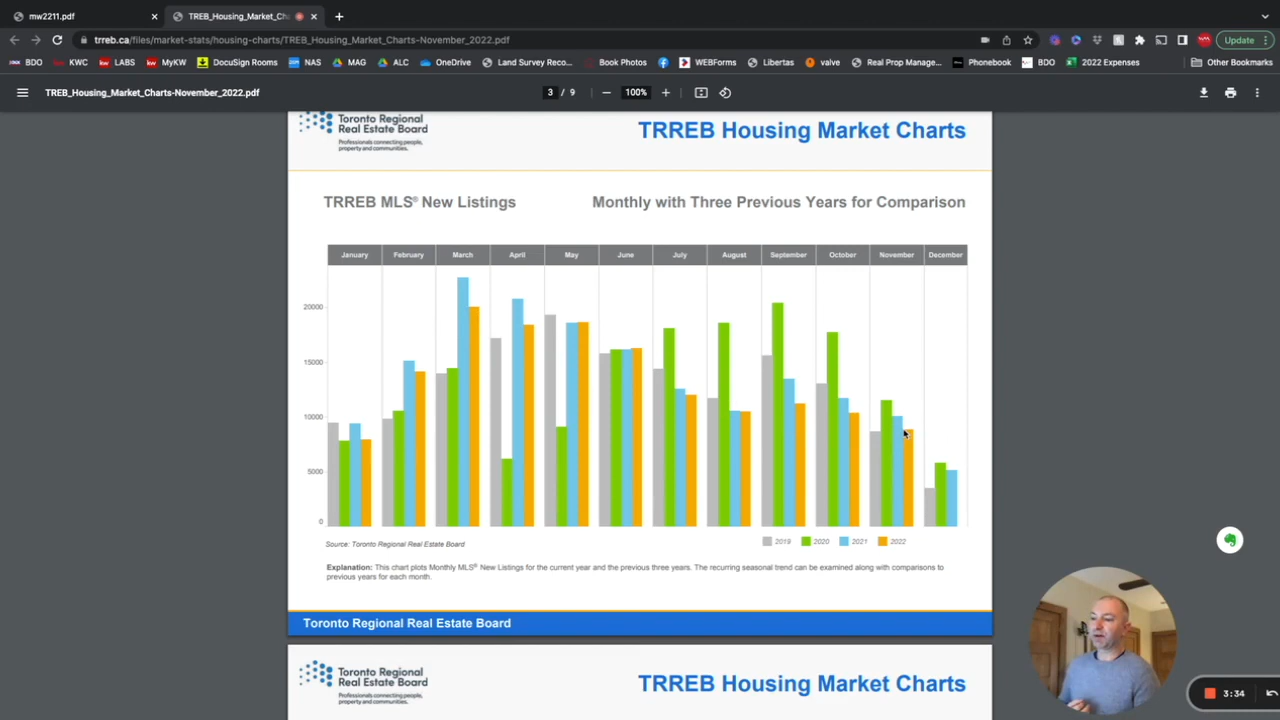 mw2211.pdf
TREB_Housing_Market_Cha
trreb.ca/files/market-stats/housing-charts/TREB_Housing_Market_Charts-November_2022.pdf
Update
BDO KWC LABS MyKW DocuSign Rooms NAS MAG ALC OneDrive Land Survey Reco... Book Photos WEBForms Libertas valve Real Prop Manage... Phonebook BDO 2022 Expenses Other Bookmarks
TREB_Housing_Market_Charts-November_2022.pdf
3 / 9
100%
Toronto Regional
Real Estate Board
Professionals connecting people,
property and communities.
TRREB Housing Market Charts
TRREB MLS® New Listings
Monthly with Three Previous Years for Comparison
January February March April May June July August September October November December
20000
15000
10000
5000
0
Source: Toronto Regional Real Estate Board
2019 2020 2021 2022
Explanation: This chart plots Monthly MLS® New Listings for the current year and the previous three years. The recurring seasonal trend can be examined along with comparisons to
previous years for each month.
Toronto Regional Real Estate Board
Toronto Regional
Real Estate Board
Professionals connecting people,
property and communities.
TRREB Housing Market Charts
3:34